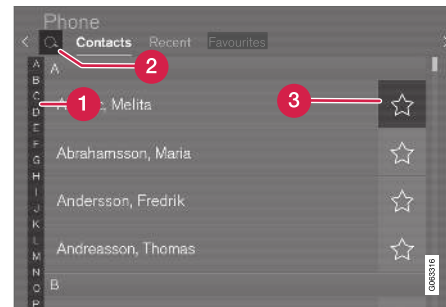 Phone
Contacts Recent Favourites
2
A
B
C
D
E
F
G
H
I
J
K
L
M
N
O
P
A
1
Melita
3
Abrahamsson, Maria
Andersson, Fredrik
Andreasson, Thomas
B
G063316